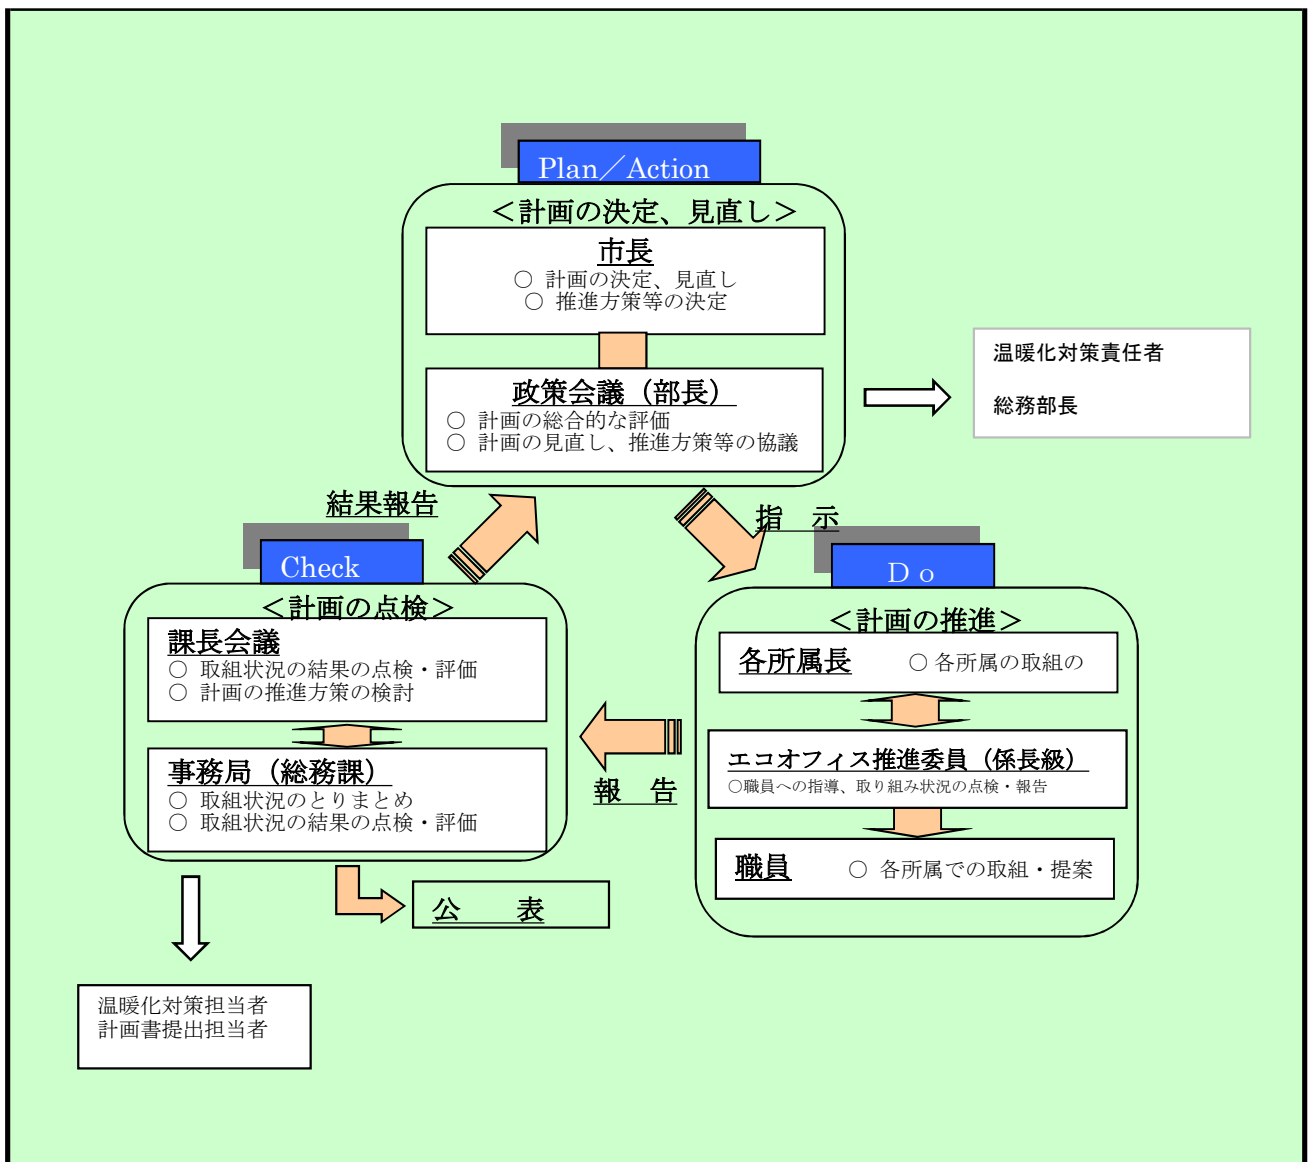 Plan／Action
＜計画の決定、見直し＞
市長
○ 計画の決定、見直し
○ 推進方策等の決定
政策会議（部長）
○ 計画の総合的な評価
○ 計画の見直し、推進方策等の協議
温暖化対策責任者
総務部長
結果報告
指　示
Check
＜計画の点検＞
課長会議
○ 取組状況の結果の点検・評価
○ 計画の推進方策の検討
事務局（総務課）
○ 取組状況のとりまとめ
○ 取組状況の結果の点検・評価
報　告
Ｄｏ
＜計画の推進＞
各所属長　○各所属の取組の
エコオフィス推進委員（係長級）
○職員への指導、取り組み状況の点検・報告
職員　○ 各所属での取組・提案
公　　表
温暖化対策担当者
計画書提出担当者